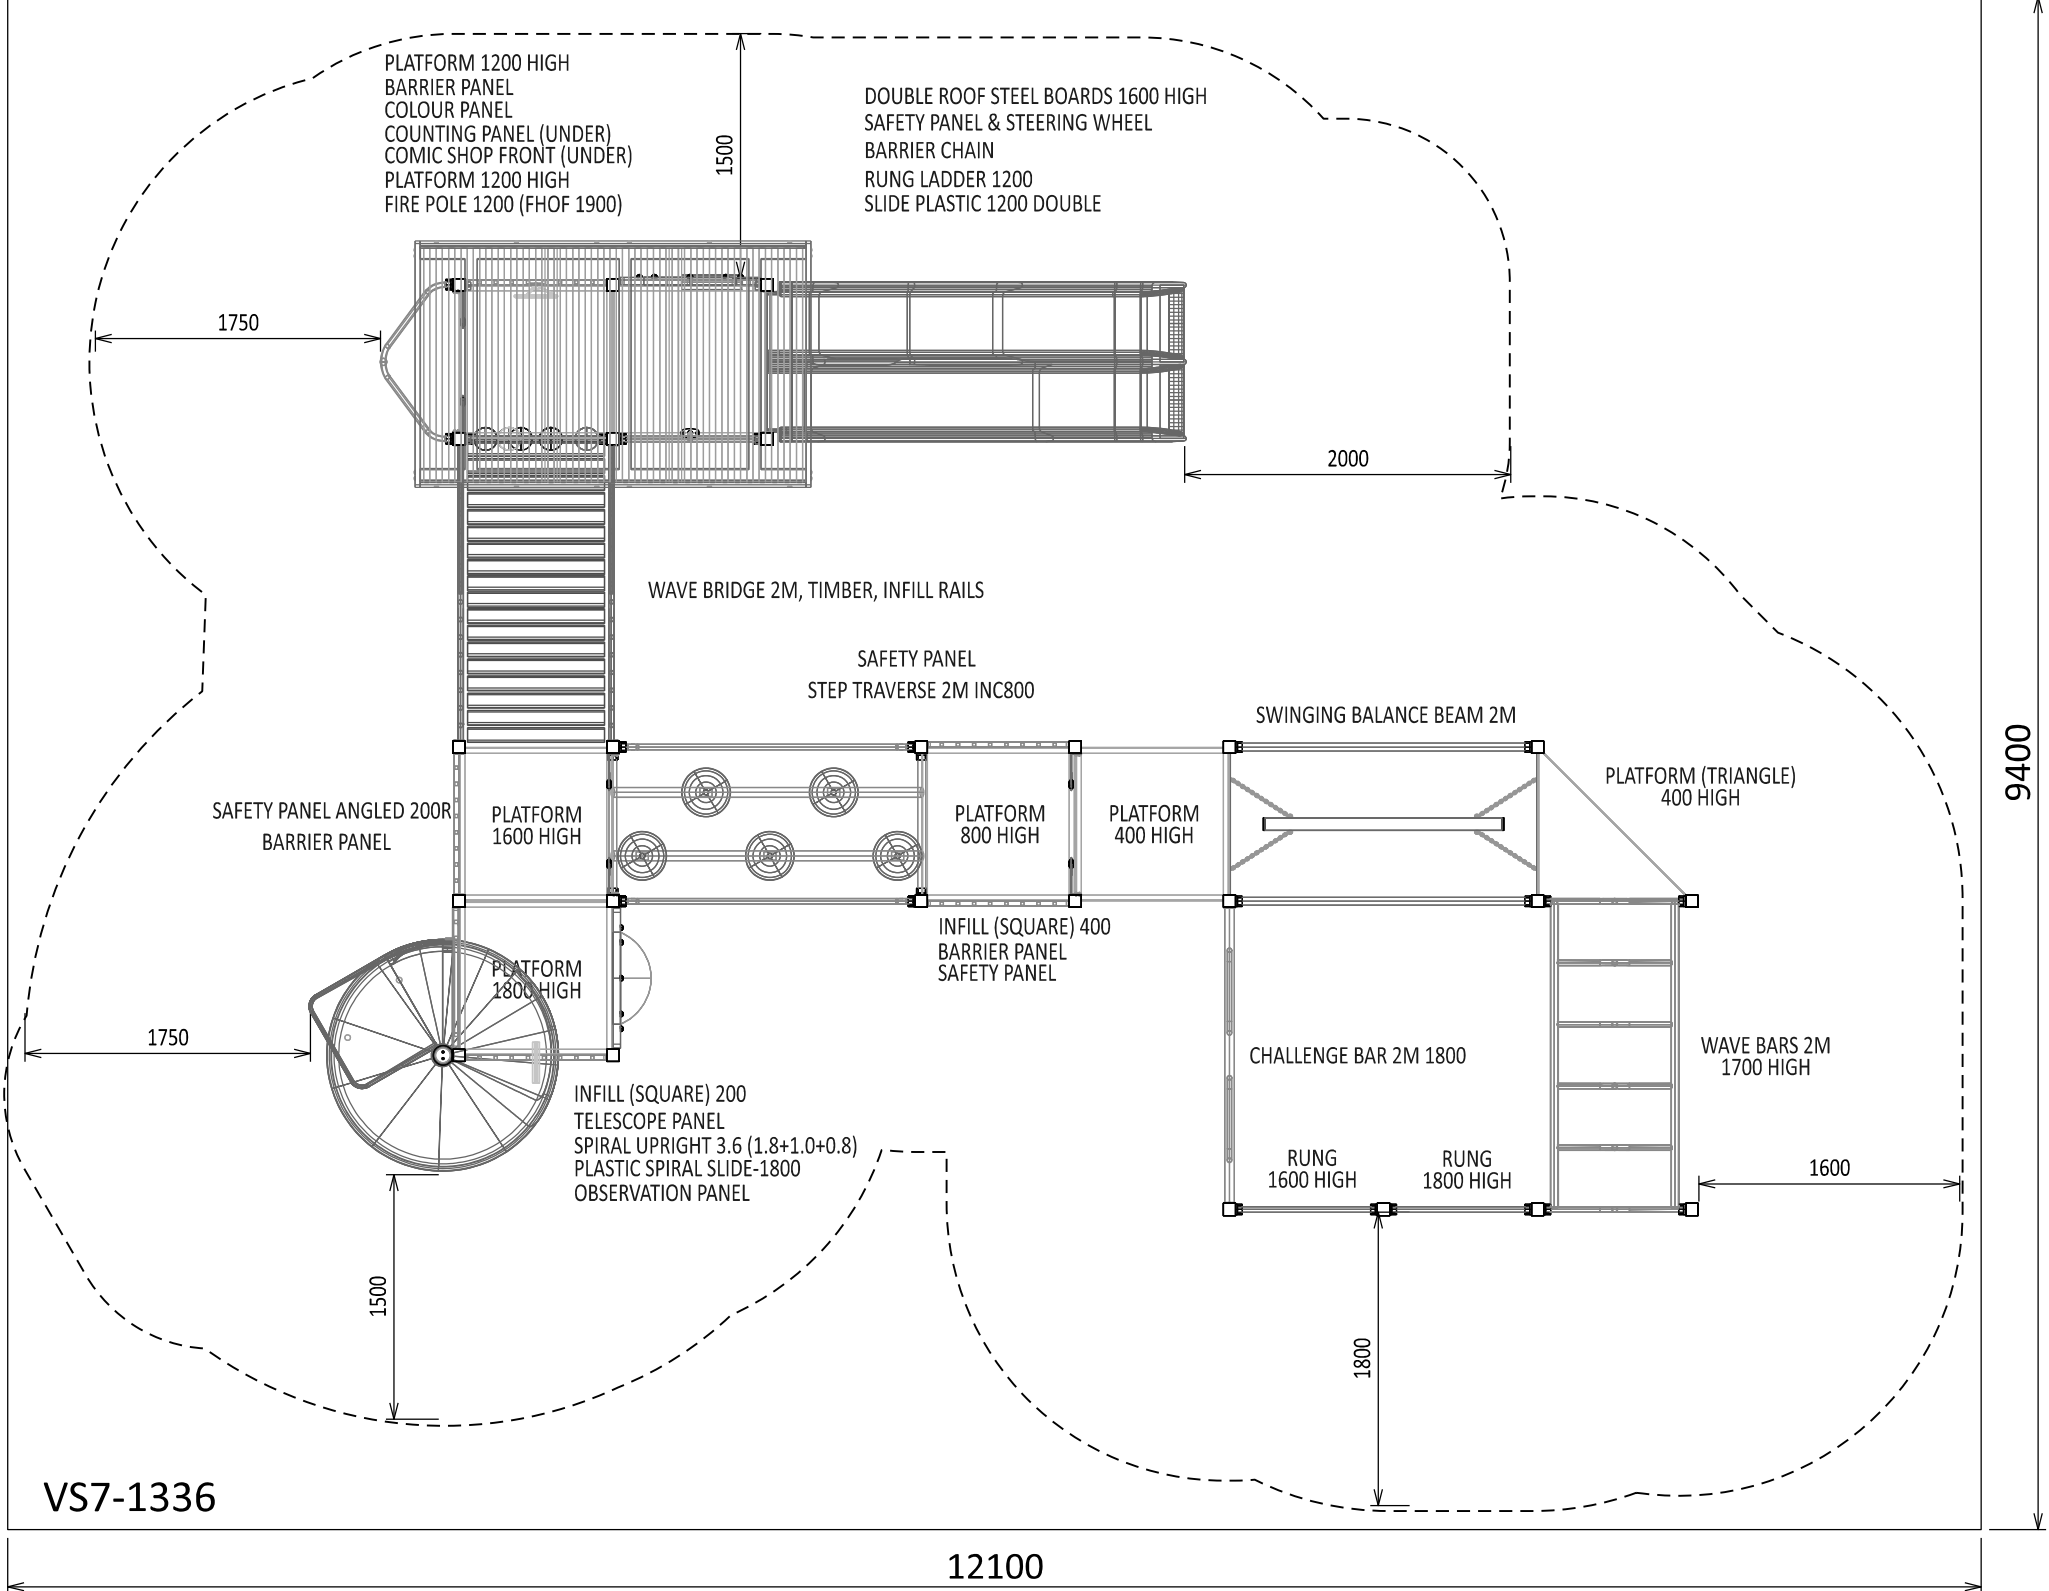 PLATFORM 1200 HIGH
BARRIER PANEL
COLOUR PANEL
COUNTING PANEL (UNDER)
COMIC SHOP FRONT (UNDER)
PLATFORM 1200 HIGH
FIRE POLE 1200 (FHOF 1900)
1500
DOUBLE ROOF STEEL BOARDS 1600 HIGH
SAFETY PANEL & STEERING WHEEL
BARRIER CHAIN
RUNG LADDER 1200
SLIDE PLASTIC 1200 DOUBLE
1750
2000
WAVE BRIDGE 2M, TIMBER, INFILL RAILS
SAFETY PANEL
STEP TRAVERSE 2M INC800
SWINGING BALANCE BEAM 2M
PLATFORM (TRIANGLE)
400 HIGH
9400
SAFETY PANEL ANGLED 200R
BARRIER PANEL
PLATFORM
1600 HIGH
PLATFORM
800 HIGH
PLATFORM
400 HIGH
INFILL (SQUARE) 400
BARRIER PANEL
SAFETY PANEL
PLATFORM
1800 HIGH
1750
CHALLENGE BAR 2M 1800
WAVE BARS 2M
1700 HIGH
INFILL (SQUARE) 200
TELESCOPE PANEL
SPIRAL UPRIGHT 3.6 (1.8+1.0+0.8)
PLASTIC SPIRAL SLIDE-1800
OBSERVATION PANEL
RUNG
1600 HIGH
RUNG
1800 HIGH
1600
1500
1800
VS7-1336
12100